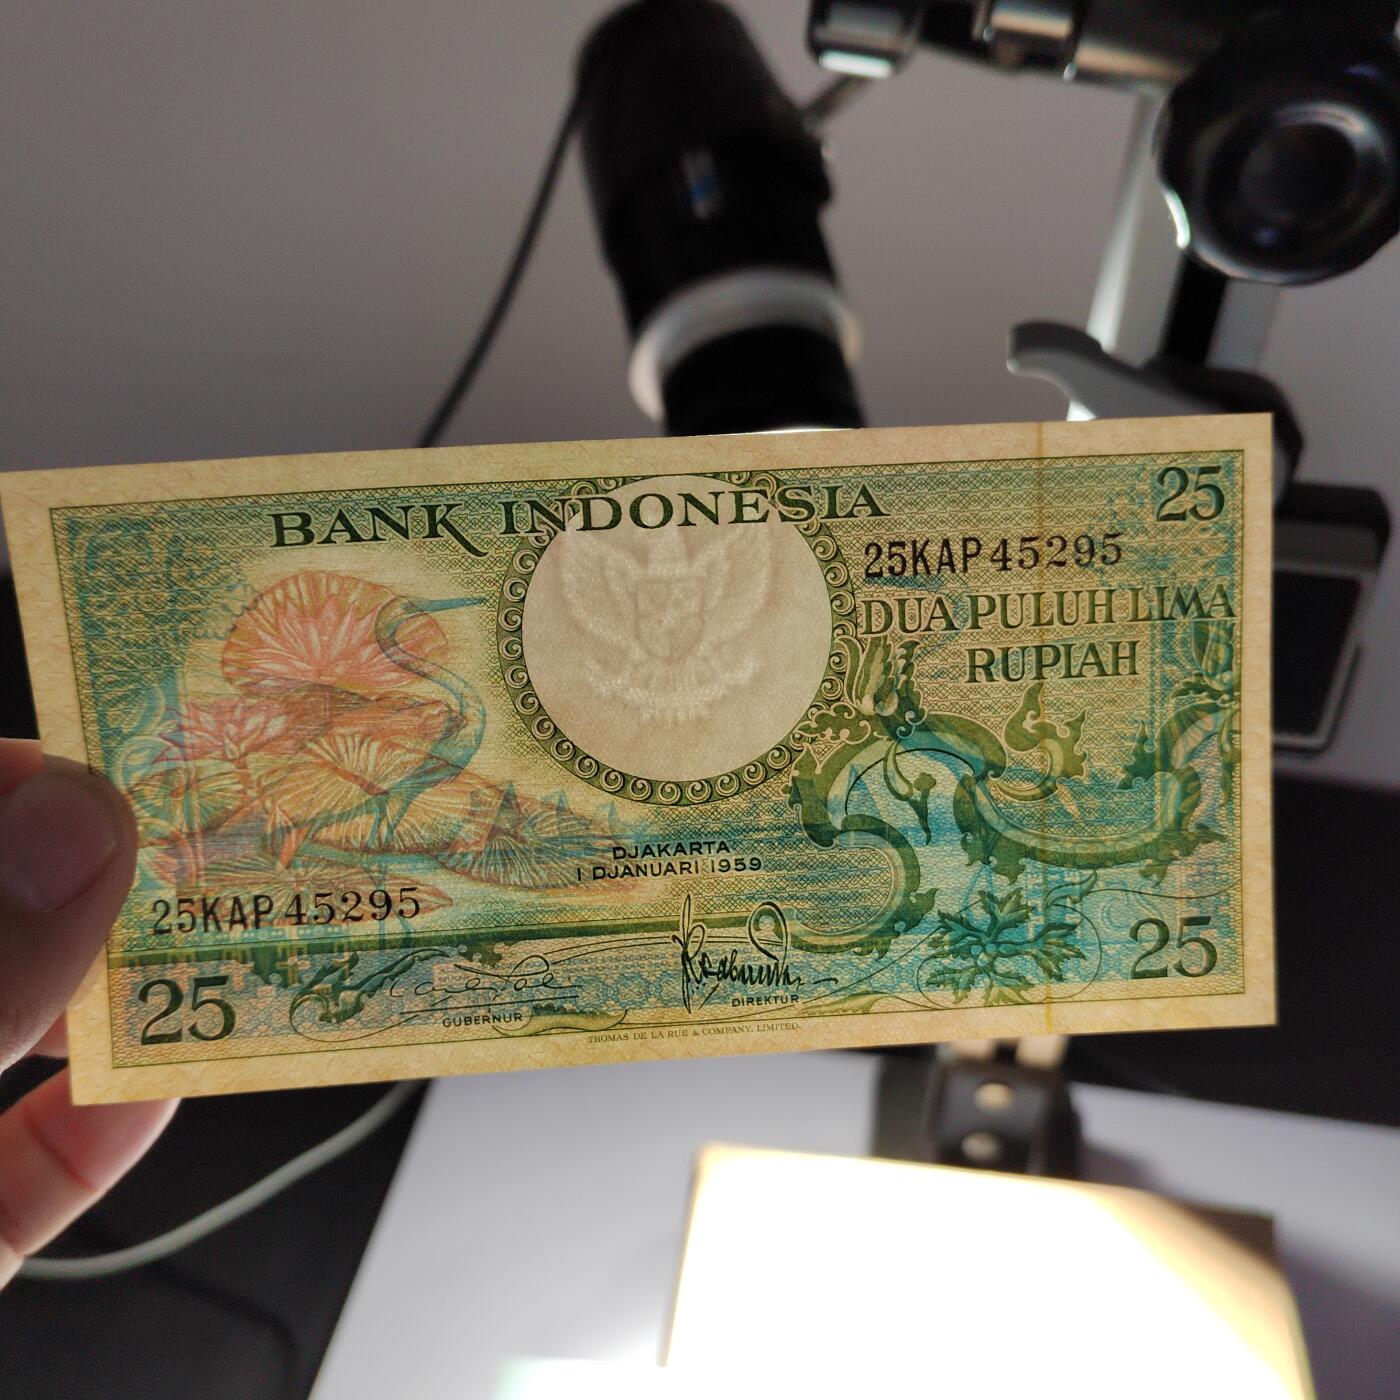 BANK INDONESIA
25
25KAP 45295
DUA PULUH LIMA
RUPIAH
DJAKARTA
1 DJANUARI 1959
25KAP 45295
25
GUBERNUR
DIREKTUR
25
THOMAS DE LA RUE & COMPANY, LIMITED.